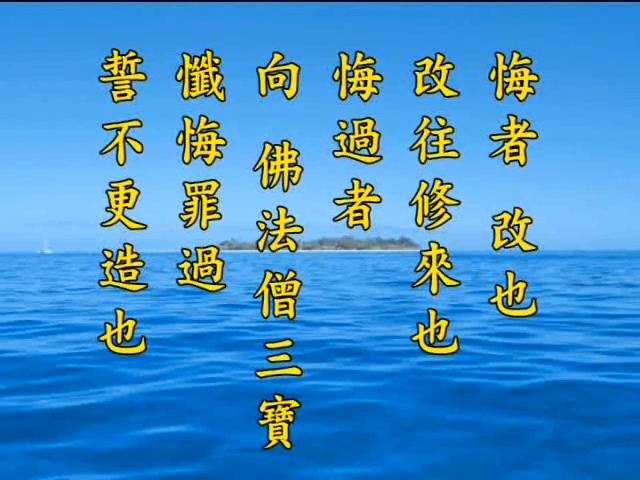 悔者 改也
改往修來也
悔過者
向 佛法僧三寶
懺悔罪過
誓不更造也